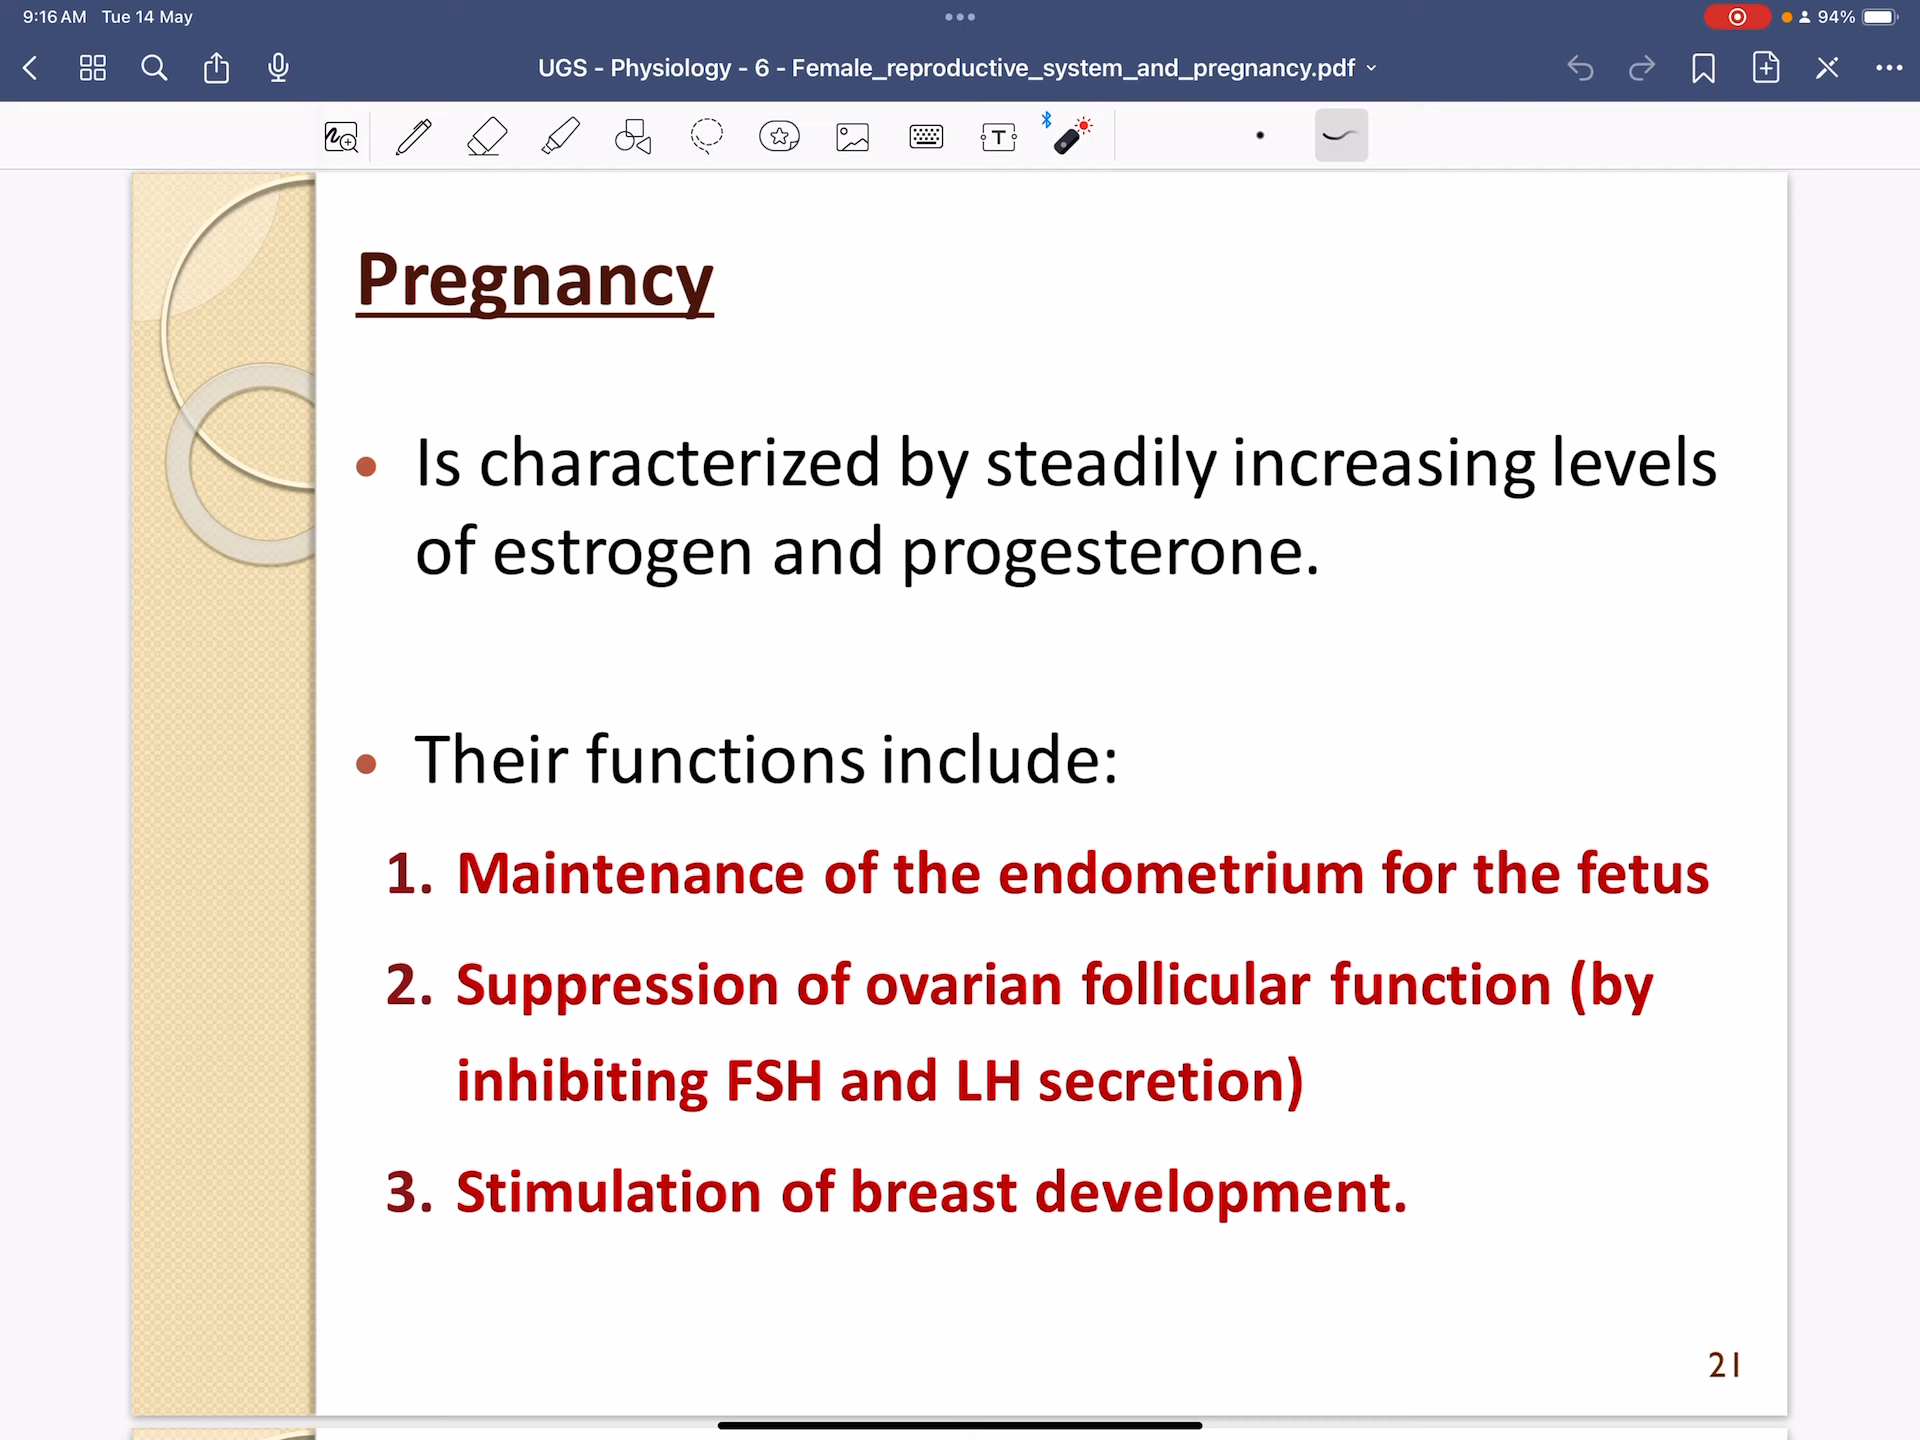 9:16 AM Tue 14 May
94%
UGS - Physiology - 6 - Female_reproductive_system_and_pregnancy.pdf
T
Pregnancy
• Is characterized by steadily increasing levels
of estrogen and progesterone.
• Their functions include:
1. Maintenance of the endometrium for the fetus
2. Suppression of ovarian follicular function (by
inhibiting FSH and LH secretion)
3. Stimulation of breast development.
21